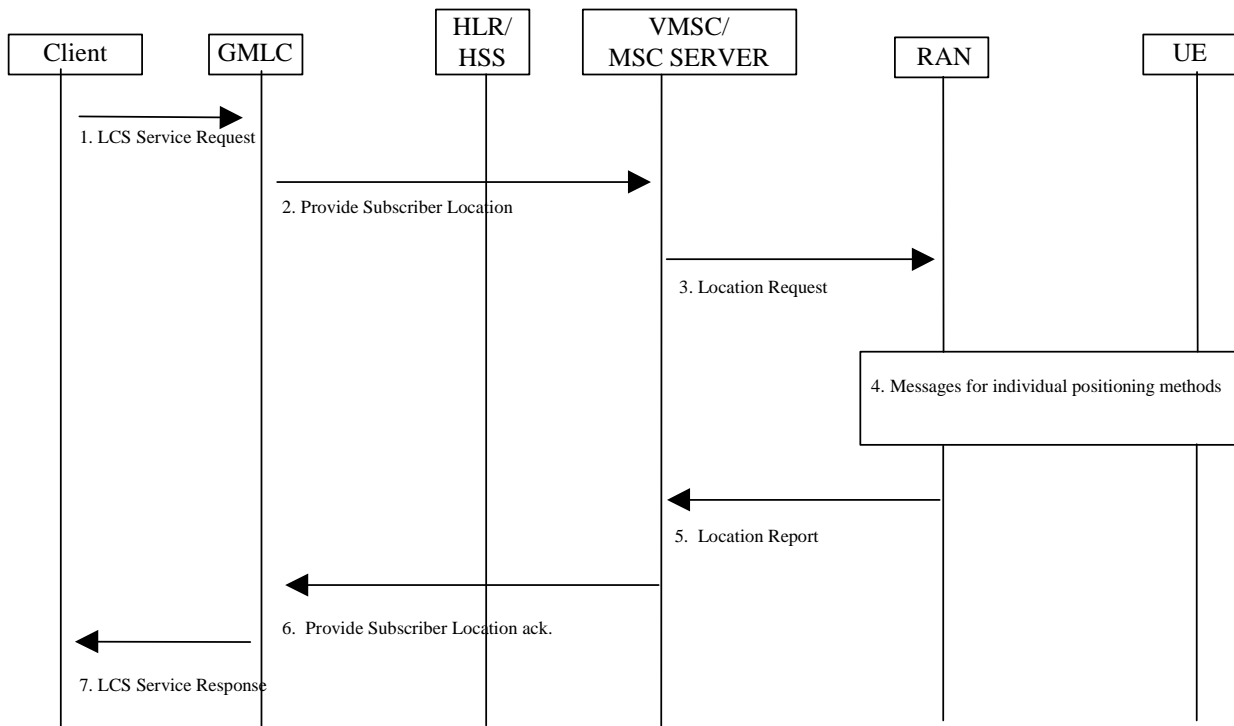 Client
GMLC
HLR/
HSS
VMSC/
MSC SERVER
RAN
UE
1. LCS Service Request
2. Provide Subscriber Location
3. Location Request
4. Messages for individual positioning methods
5. Location Report
6. Provide Subscriber Location ack.
7. LCS Service Response